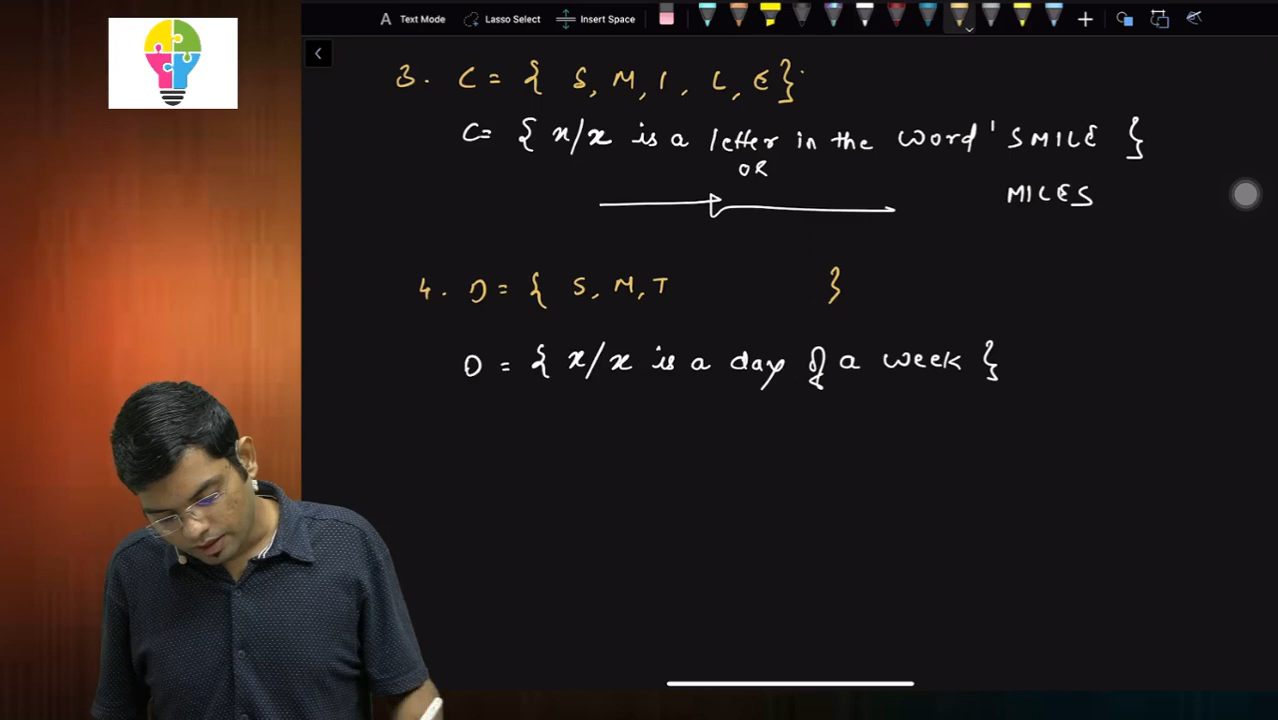 Text Mode Lasso Select Insert Space
3. C = { S, M, I, L, E }
C = { x/x is a letter in the word 'SMILE }
OR
MILES
4. D = { S, M, T }
D = { x/x is a day of a week }